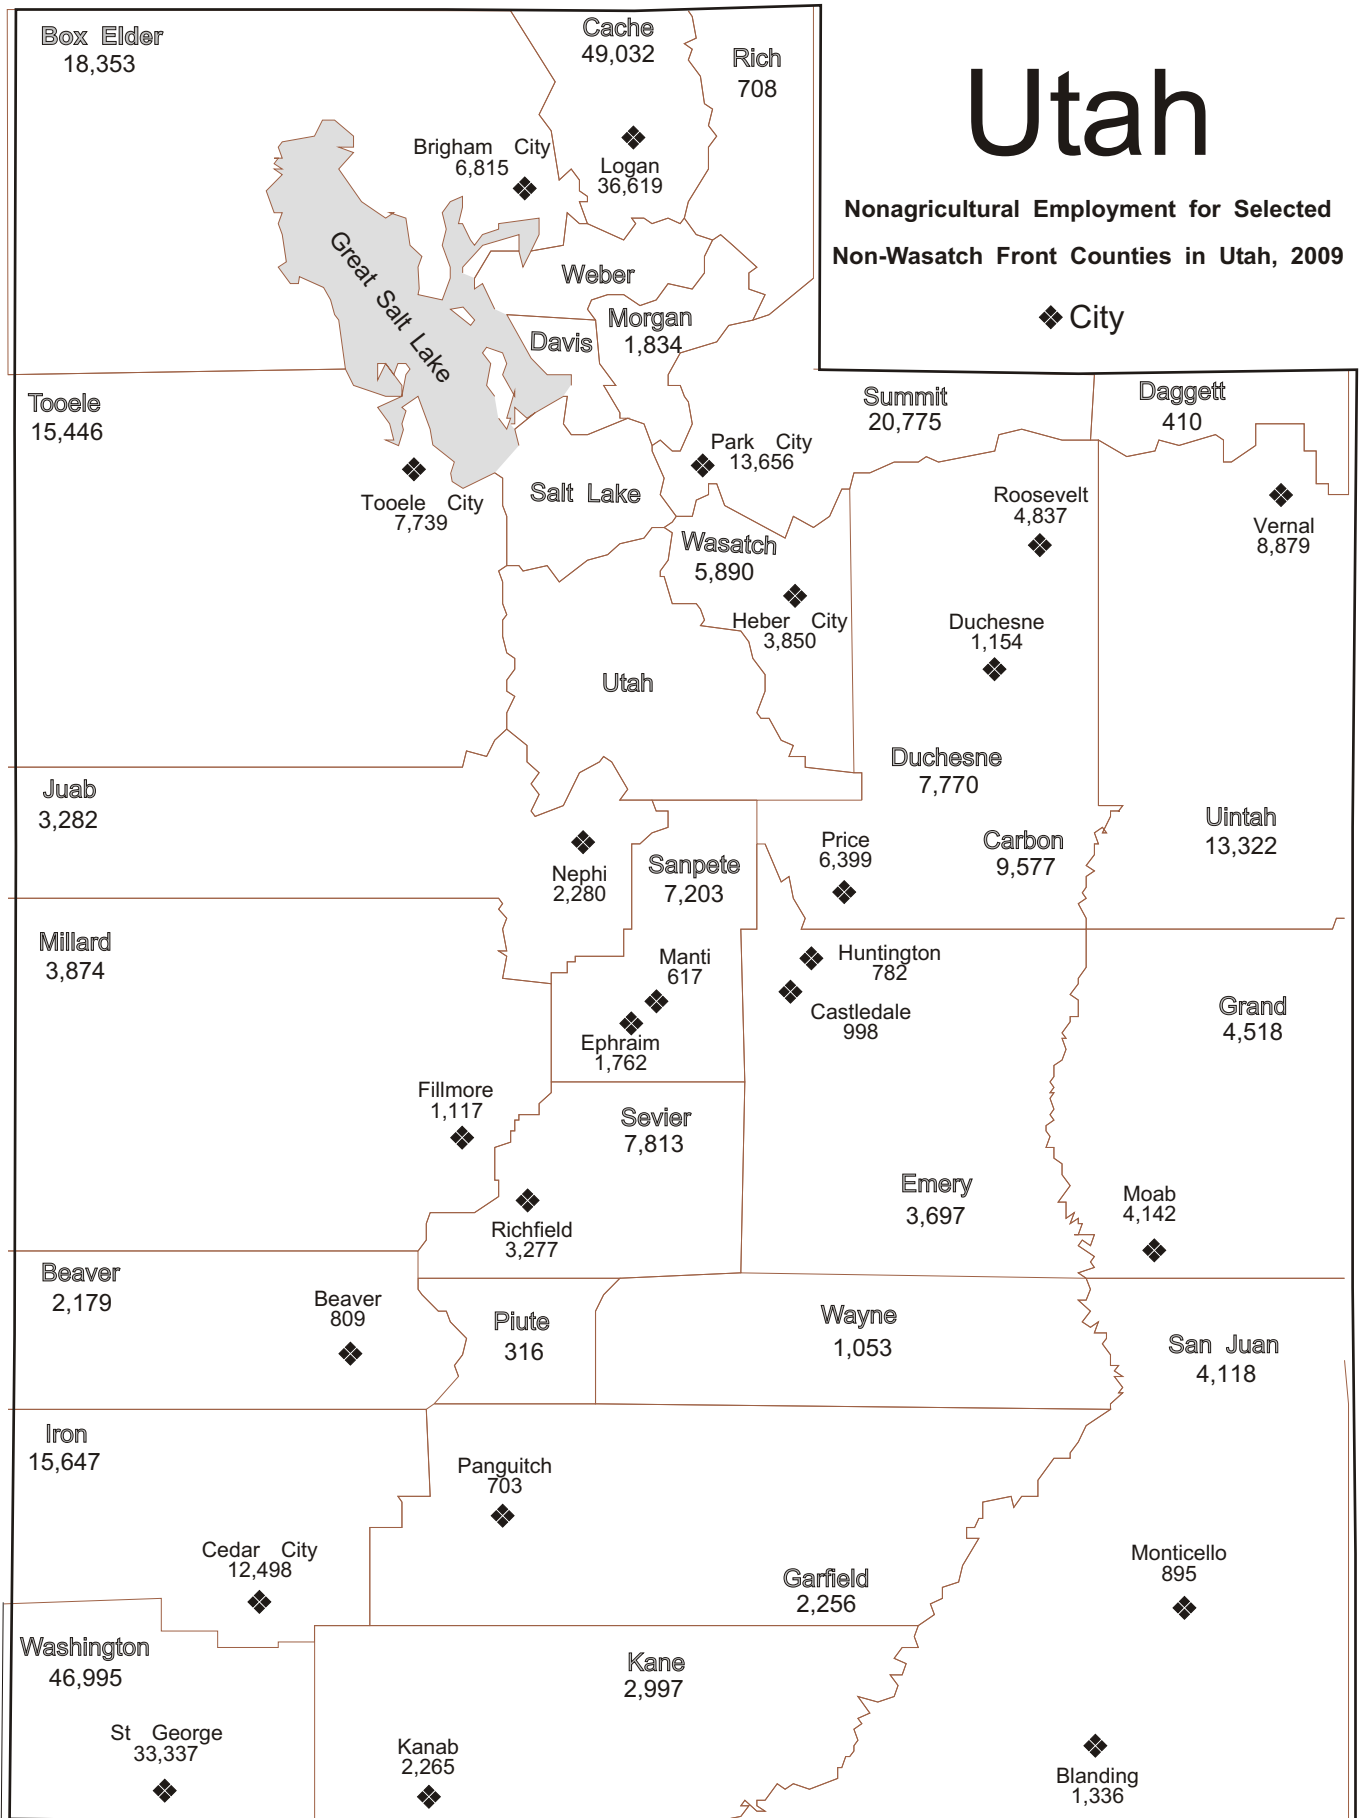 Utah
Nonagricultural Employment for Selected
Non-Wasatch Front Counties in Utah, 2009
City
Box Elder
18,353
Cache
49,032
Rich
708
Brigham City
6,815
Logan
36,619
Great Salt Lake
Weber
Morgan
1,834
Davis
Tooele
15,446
Tooele City
7,739
Salt Lake
Park City
13,656
Summit
20,775
Daggett
410
Roosevelt
4,837
Vernal
8,879
Wasatch
5,890
Heber City
3,850
Duchesne
1,154
Utah
Duchesne
7,770
Juab
3,282
Nephi
2,280
Sanpete
7,203
Price
6,399
Carbon
9,577
Uintah
13,322
Millard
3,874
Manti
617
Ephraim
1,762
Huntington
782
Castledale
998
Grand
4,518
Fillmore
1,117
Sevier
7,813
Richfield
3,277
Emery
3,697
Moab
4,142
Beaver
2,179
Beaver
809
Piute
316
Wayne
1,053
San Juan
4,118
Iron
15,647
Panguitch
703
Cedar City
12,498
Garfield
2,256
Monticello
895
Washington
46,995
St George
33,337
Kane
2,997
Kanab
2,265
Blanding
1,336